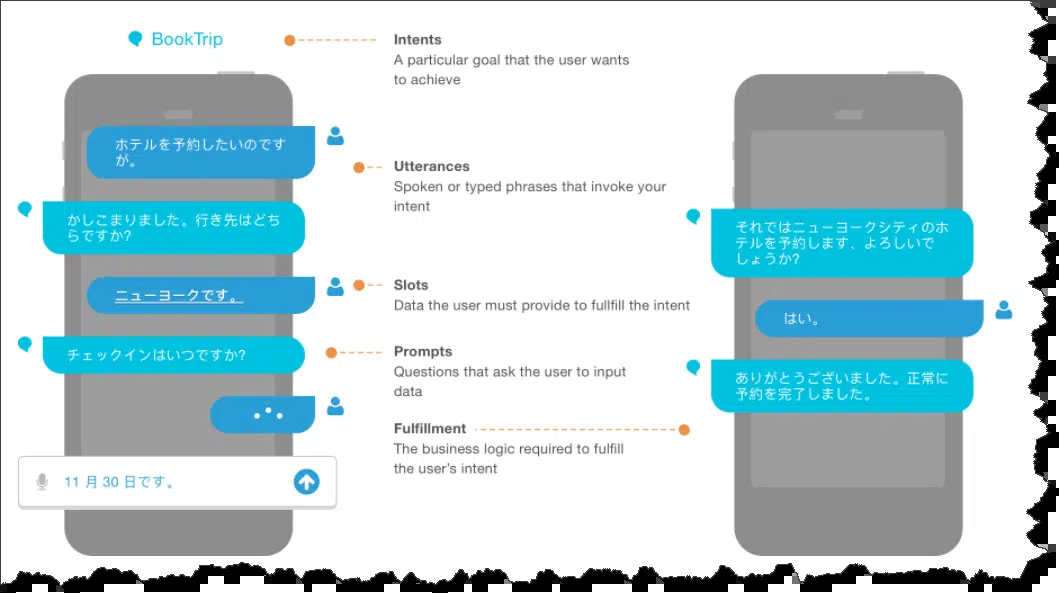 BookTrip
Intents
A particular goal that the user wants
to achieve
ホテルを予約したいのです
が。
Utterances
Spoken or typed phrases that invoke your
intent
かしこまりました。行き先はどち
らですか?
ニューヨークです。
Slots
Data the user must provide to fullfill the intent
チェックインはいつですか?
Prompts
Questions that ask the user to input
data
Fulfillment
The business logic required to fulfill
the user's intent
11 月 30 日です。
それではニューヨークシティのホ
テルを予約します、よろしいで
しょうか?
はい。
ありがとうございました。正常に
予約を完了しました。